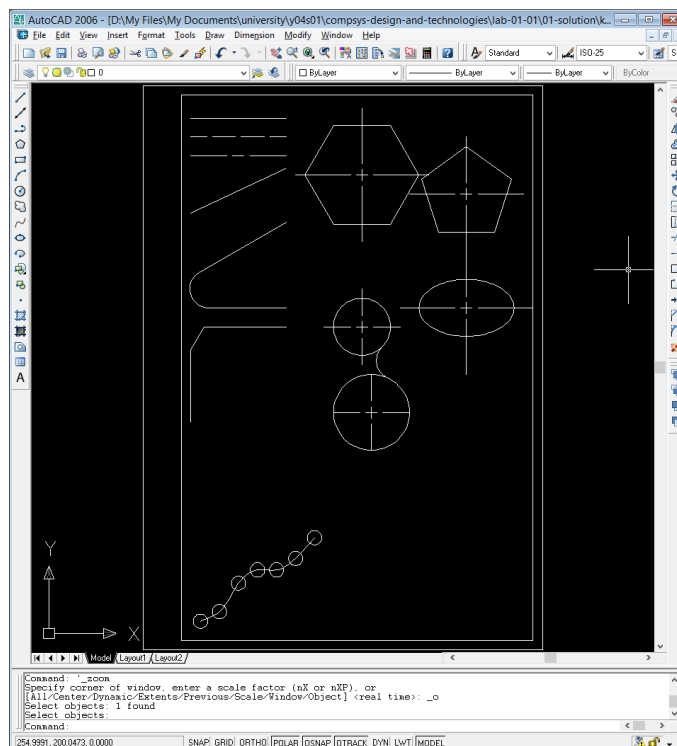 AutoCAD 2006 - [D:\My Files\My Documents\university\y04s01\compsys-design-and-technologies\lab-01-01\01-solution\k...
File Edit View Insert Format Tools Draw Dimension Modify Window Help
Standard ISO-25 S
0 ByLayer ByLayer ByLayer ByColor
A
Y
X
Model Layout1 Layout2
Command: '_zoom
Specify corner of window, enter a scale factor (nX or nXP), or
[All/Center/Dynamic/Extents/Previous/Scale/Window/Object] <real time>: _o
Select objects: 1 found
Select objects:
Command:
254.9991, 200.0473, 0.0000 SNAP GRID ORTHO POLAR OSNAP OTRACK DYN LWT MODEL